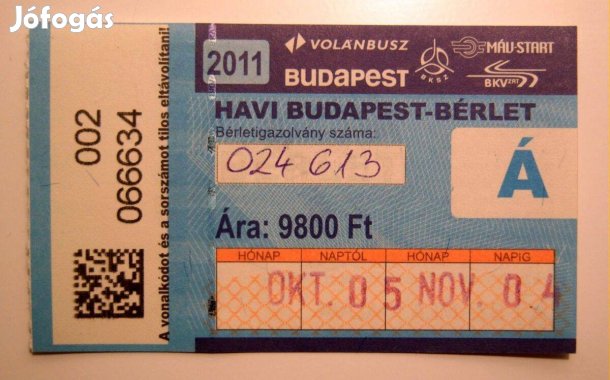 Jófogás
A vonalkódot és a sorszámot tilos eltávolítani!
002
066634
2011
VOLÁNBUSZ
BUDAPEST
BKSZ
MÁV-START
BKV ZRT
HAVI BUDAPEST-BÉRLET
Bérletigazolvány száma:
024 613
Á
Ára: 9800 Ft
HÓNAP NAPTÓL HÓNAP NAPIG
OKT. 05 NOV. 04